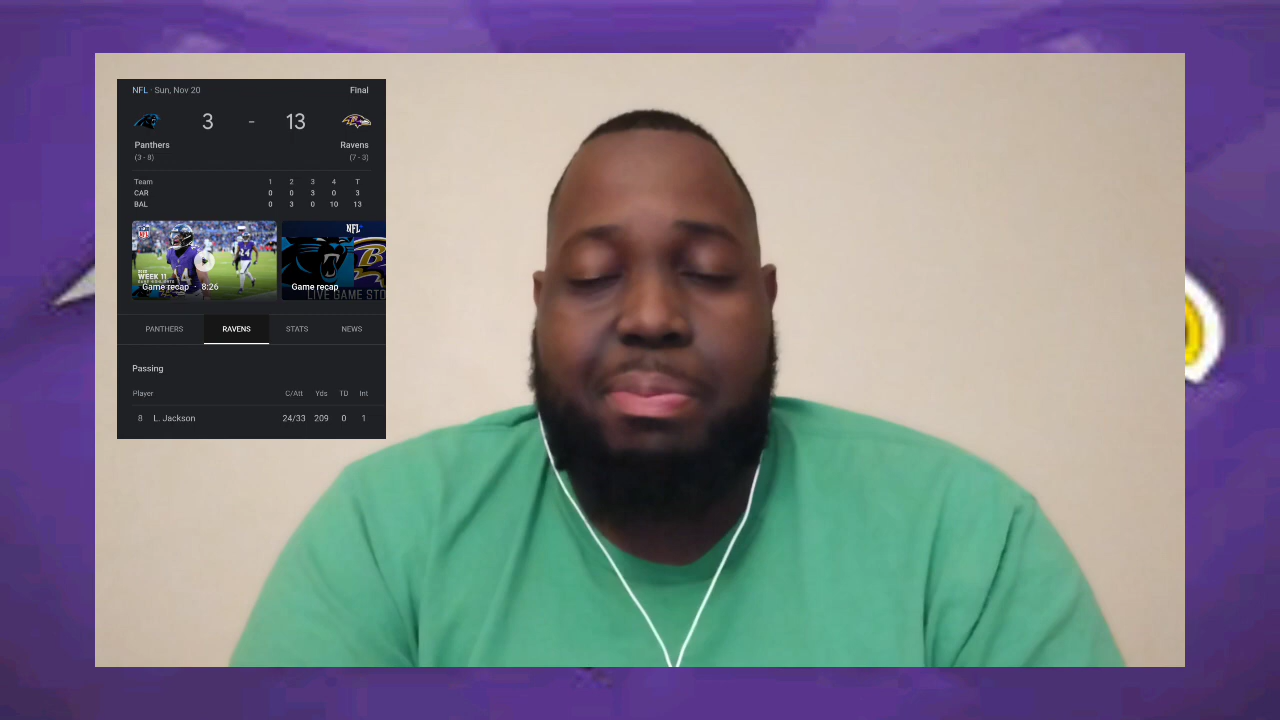 NFL · Sun, Nov 20 Final
3 - 13
Panthers Ravens
(3 - 8) (7 - 3)
Team 1 2 3 4 T
CAR 0 0 3 0 3
BAL 0 3 0 10 13
NFL
WEEK 11
Game recap · 8:26
NFL
B
Game recap
LIVE GAME STO
PANTHERS RAVENS STATS NEWS
Passing
Player C/Att Yds TD Int
8 L. Jackson 24/33 209 0 1